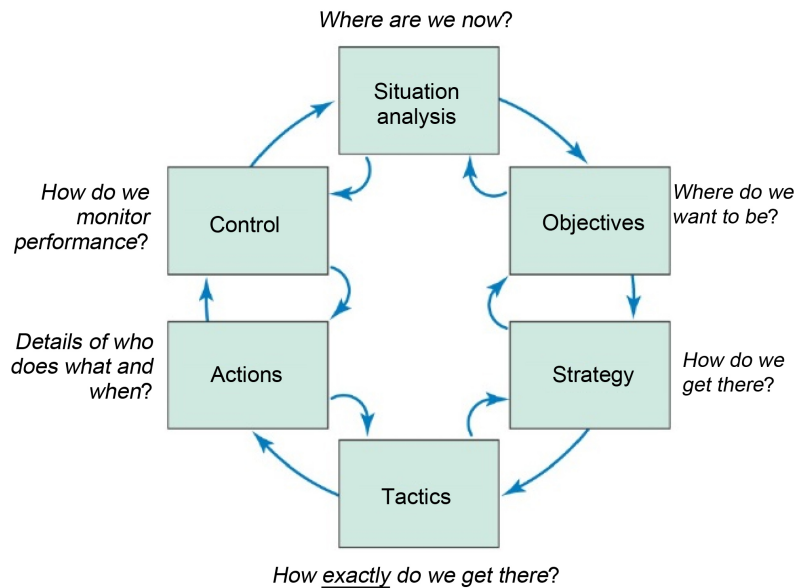 Where are we now?
Situation
analysis
How do we
monitor
performance?
Control
Objectives
Where do we
want to be?
Details of who
does what and
when?
Actions
Strategy
How do we
get there?
Tactics
How exactly do we get there?